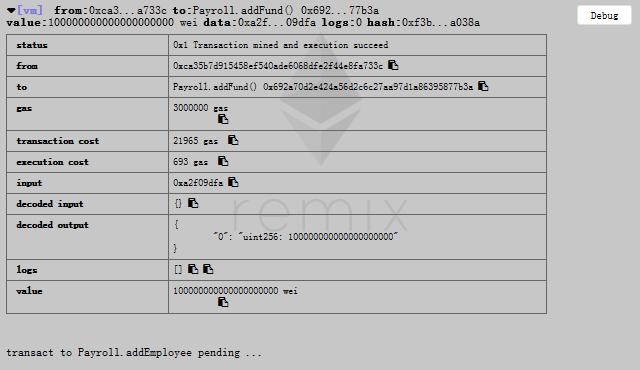 [vm] from:0xca3...a733c to:Payroll.addFund() 0x692...77b3a
Debug
value:100000000000000000000 wei data:0xa2f...09dfa logs:0 hash:0xf3b...a038a
status 0x1 Transaction mined and execution succeed
from 0xca35b7d915458ef540ade6068dfe2f44e8fa733c
to Payroll.addFund() 0x692a70d2e424a56d2c6c27aa97d1a86395877b3a
gas 3000000 gas
transaction cost 21965 gas
execution cost 693 gas
input 0xa2f09dfa
decoded input {}
decoded output {
"0": "uint256: 100000000000000000000"
}
logs []
value 100000000000000000000 wei
remix
transact to Payroll.addEmployee pending ...